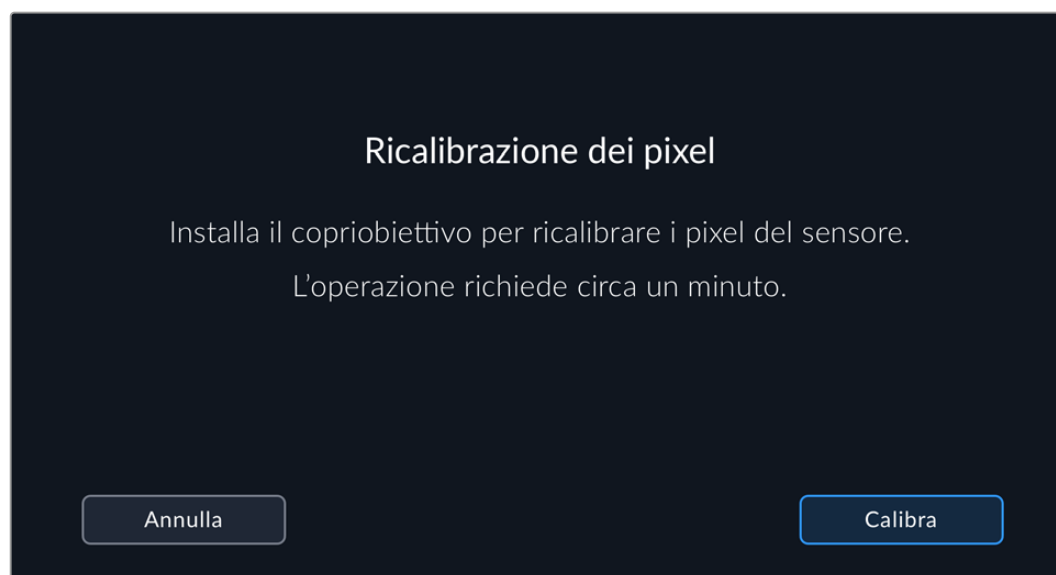 Ricalibrazione dei pixel
Installa il copriobiettivo per ricalibrare i pixel del sensore.
L’operazione richiede circa un minuto.
Annulla
Calibra